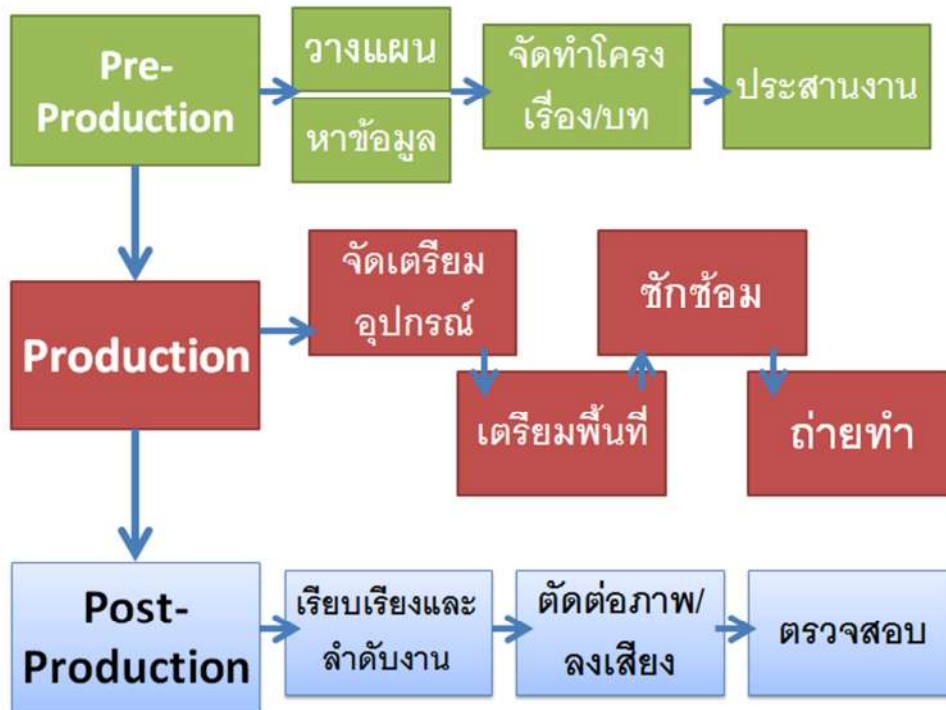 Pre-
Production
วางแผน
หาข้อมูล
จัดทำโครง
เรื่อง/บท
ประสานงาน
Production
จัดเตรียม
อุปกรณ์
เตรียมพื้นที่
ซักซ้อม
ถ่ายทำ
Post-
Production
เรียบเรียงและ
ลำดับงาน
ตัดต่อภาพ/
ลงเสียง
ตรวจสอบ